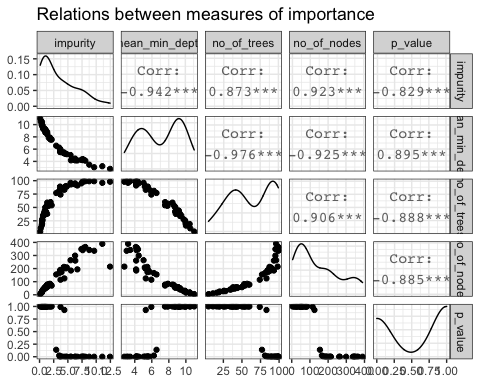 Relations between measures of importance
impurity
no_of_trees
no_of_nodes
p_value
Corr: Corr: Corr: Corr:
-0.942*** 0.873*** 0.923*** -0.829***
impurity
Corr: Corr: Corr:
-0.976*** -0.925*** 0.895***
Corr: Corr:
0.906*** -0.888***
Corr:
-0.885***
p_value
0.15
0.10
0.05
0.00
10
8
6
4
100
75
50
25
400
300
200
100
0
1.00
0.75
0.50
0.25
0.00
4 6 8 10
25 50 75